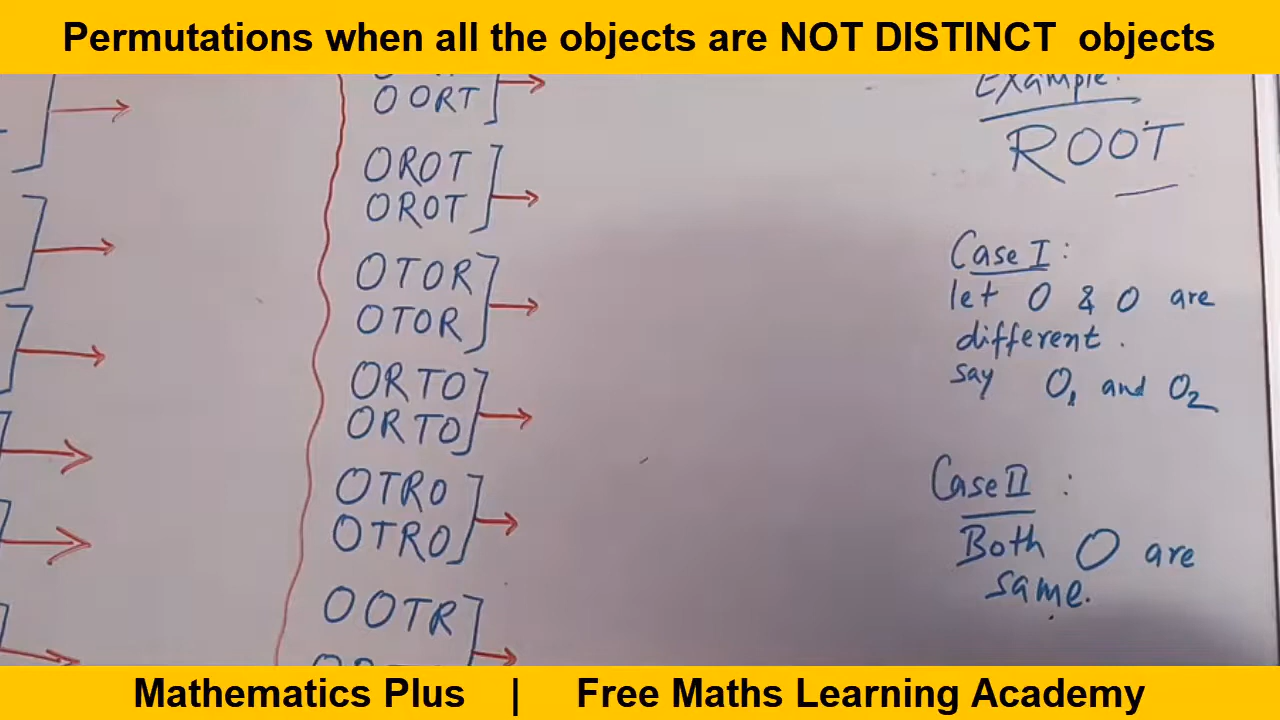 Permutations when all the objects are NOT DISTINCT objects
OORT
OROT
OROT
OTOR
OTOR
ORTO
ORTO
OTRO
OTRO
OOTR
Example:
ROOT
Case I:
let O & O are
different.
say O1 and O2
Case II:
Both O are
same.
Mathematics Plus | Free Maths Learning Academy